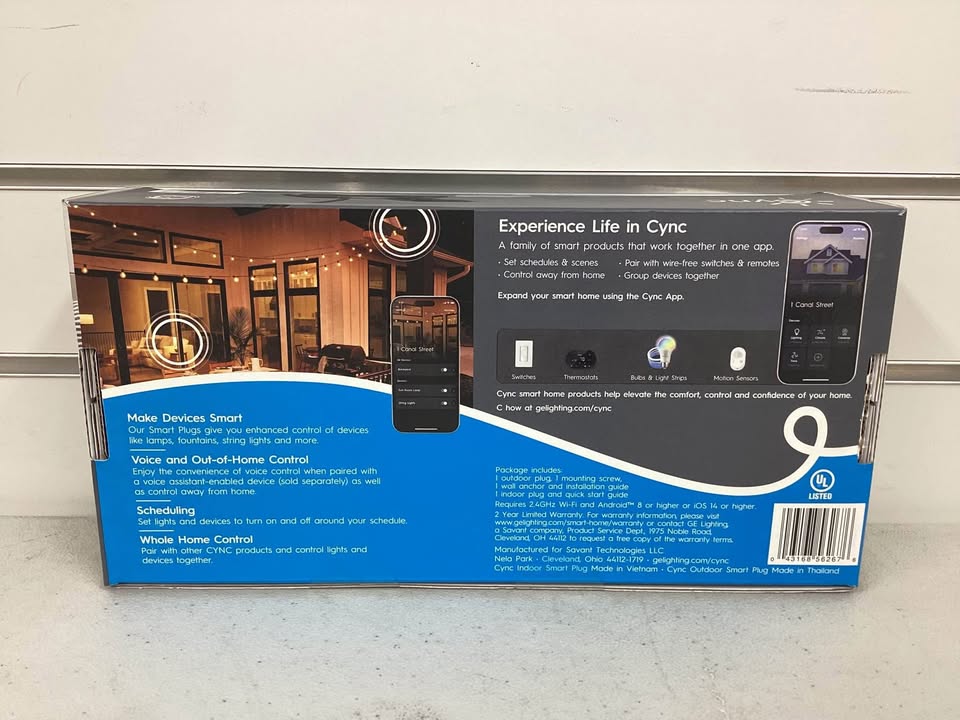 Make Devices Smart
Our Smart Plugs give you enhanced control of devices
like lamps, fountains, string lights and more.
Voice and Out-of-Home Control
Enjoy the convenience of voice control when paired with
a voice assistant-enabled device (sold separately) as well
as control away from home.
Scheduling
Set lights and devices to turn on and off around your schedule.
Whole Home Control
Pair with other CYNC products and control lights and
devices together.
1 Canal Street
Experience Life in Cync
A family of smart products that work together in one app.
· Set schedules & scenes · Pair with wire-free switches & remotes
· Control away from home · Group devices together
Expand your smart home using the Cync App.
Switches Thermostats Bulbs & Light Strips Motion Sensors
Cync smart home products help elevate the comfort, control and confidence of your home.
C how at gelighting.com/cync
1 Canal Street
Package includes:
1 outdoor plug, 1 mounting screw,
1 wall anchor and installation guide
1 indoor plug and quick start guide
Requires 2.4GHz Wi-Fi and Android™ 8 or higher or iOS 14 or higher.
2 Year Limited Warranty. For warranty information, please visit
www.gelighting.com/smart-home/warranty or contact GE Lighting,
a Savant company, Product Service Dept., 1975 Noble Road,
Cleveland, OH 44112 to request a free copy of the warranty terms.
Manufactured for Savant Technologies LLC
Nela Park · Cleveland, Ohio 44112-1719 · gelighting.com/cync
Cync Indoor Smart Plug Made in Vietnam · Cync Outdoor Smart Plug Made in Thailand
UL
LISTED
0 43168 56267 8